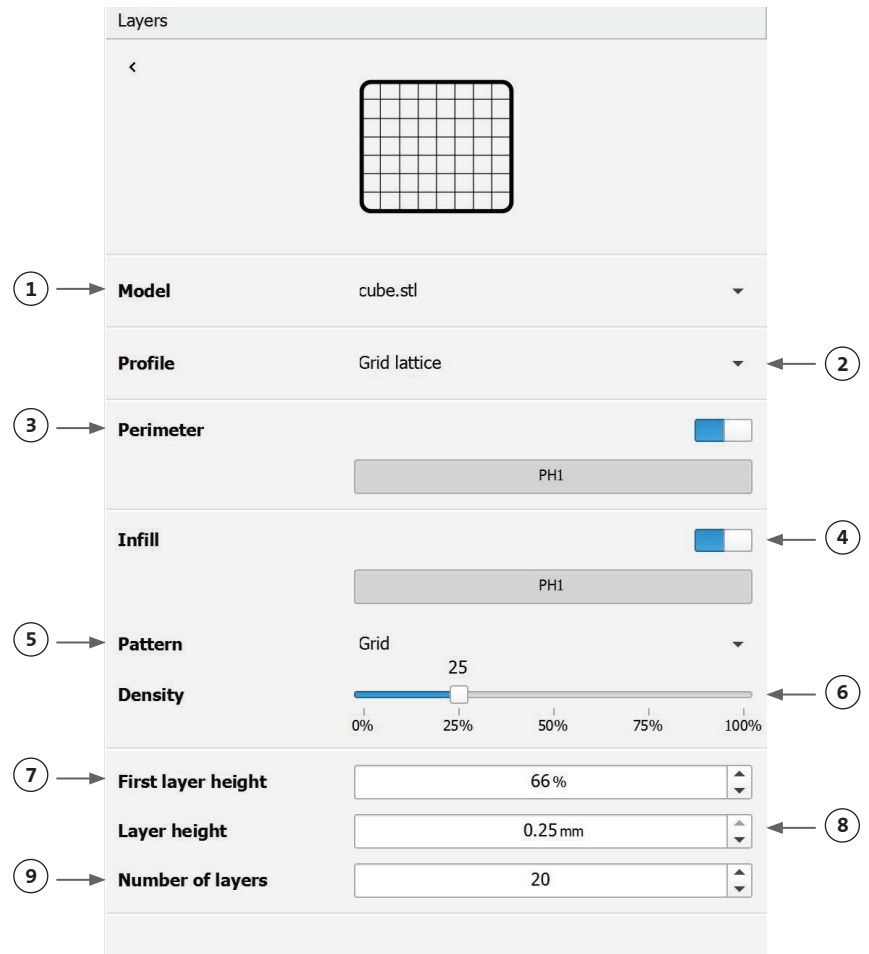 Layers
<
1 Model cube.stl
Profile Grid lattice 2
3 Perimeter
PH1
Infill 4
PH1
5 Pattern Grid
25
Density 6
0% 25% 50% 75% 100%
7 First layer height 66 %
Layer height 0.25 mm 8
9 Number of layers 20